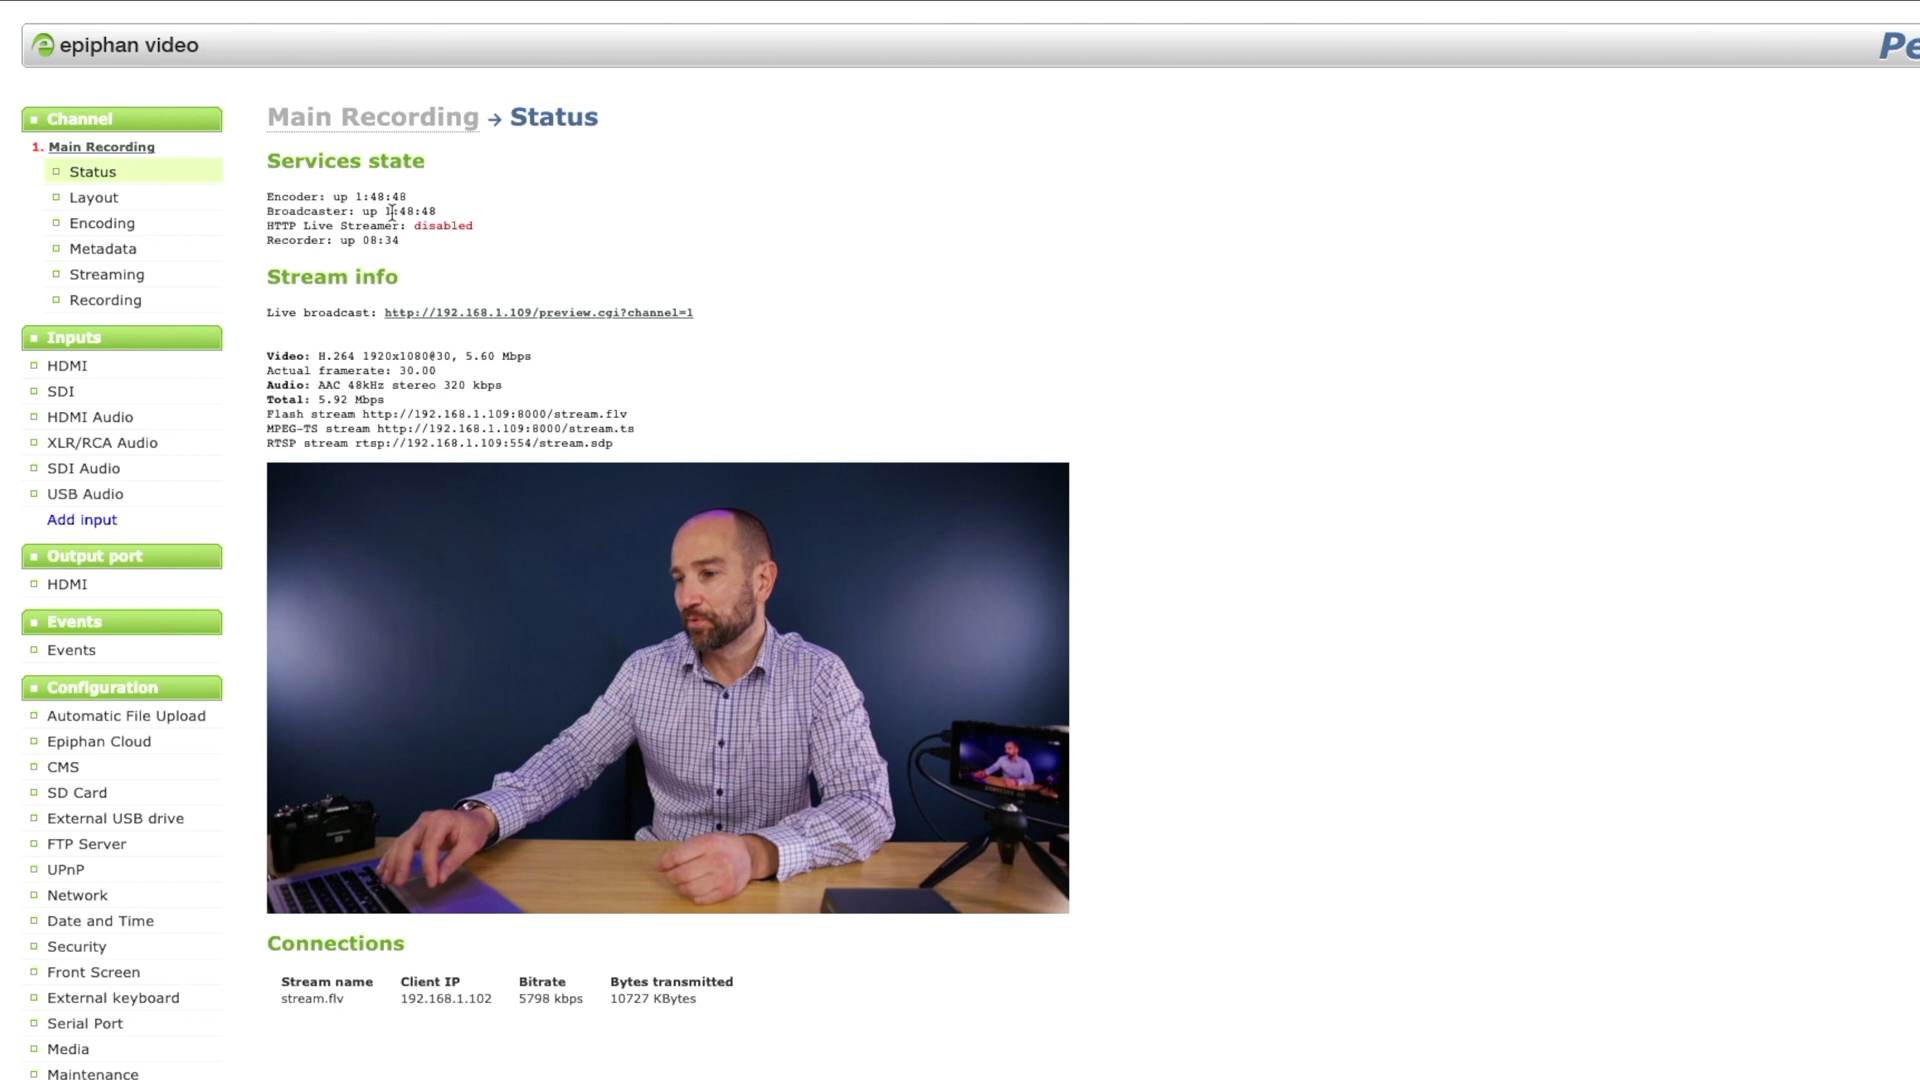 epiphan video
Pe
Channel
1. Main Recording
Status
Layout
Encoding
Metadata
Streaming
Recording
Inputs
HDMI
SDI
HDMI Audio
XLR/RCA Audio
SDI Audio
USB Audio
Add input
Output port
HDMI
Events
Events
Configuration
Automatic File Upload
Epiphan Cloud
CMS
SD Card
External USB drive
FTP Server
UPnP
Network
Date and Time
Security
Front Screen
External keyboard
Serial Port
Media
Maintenance
Main Recording → Status
Services state
Encoder: up 1:48:48
Broadcaster: up 1:48:48
HTTP Live Streamer: disabled
Recorder: up 08:34
Stream info
Live broadcast: http://192.168.1.109/preview.cgi?channel=1
Video: H.264 1920x1080@30, 5.60 Mbps
Actual framerate: 30.00
Audio: AAC 48kHz stereo 320 kbps
Total: 5.92 Mbps
Flash stream http://192.168.1.109:8000/stream.flv
MPEG-TS stream http://192.168.1.109:8000/stream.ts
RTSP stream rtsp://192.168.1.109:554/stream.sdp
OLYMPUS
Connections
Stream name Client IP Bitrate Bytes transmitted
stream.flv 192.168.1.102 5798 kbps 10727 KBytes